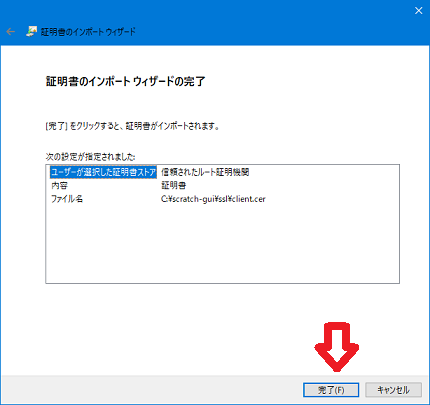 証明書のインポート ウィザード
証明書のインポート ウィザードの完了
[完了] をクリックすると、証明書がインポートされます。
次の設定が指定されました:
ユーザーが選択した証明書ストア 信頼されたルート証明機関
内容 証明書
ファイル名 C:¥scratch-gui¥ssl¥client.cer
完了(F) キャンセル